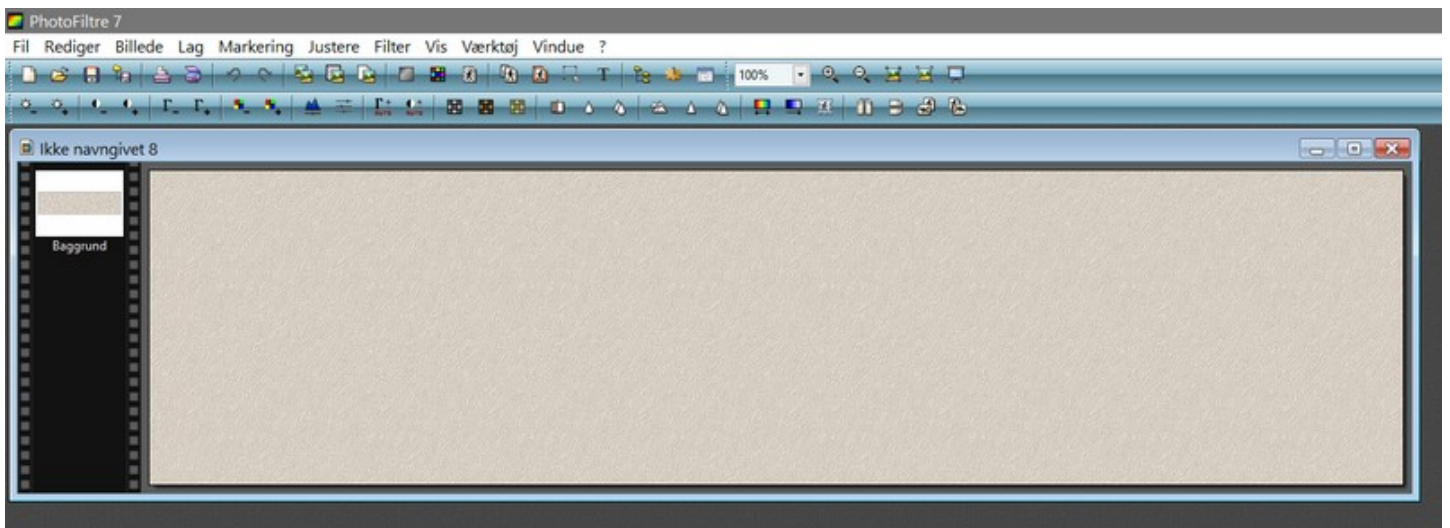 PhotoFiltre 7
Fil Rediger Billede Lag Markering Justere Filter Vis Værktøj Vindue ?
T 100%
Ikke navngivet 8
Baggrund